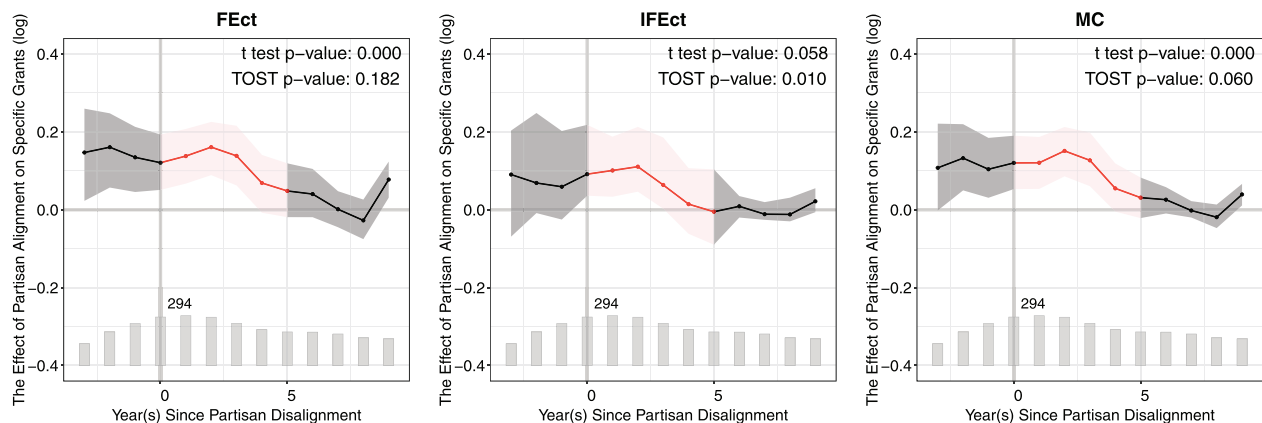 FEct
The Effect of Partisan Alignment on Specific Grants (log)
t test p−value: 0.000
TOST p−value: 0.182
0.4
0.2
0.0
−0.2
−0.4
294
0
5
Year(s) Since Partisan Disalignment
IFEct
The Effect of Partisan Alignment on Specific Grants (log)
t test p−value: 0.058
TOST p−value: 0.010
0.4
0.2
0.0
−0.2
−0.4
294
0
5
Year(s) Since Partisan Disalignment
MC
The Effect of Partisan Alignment on Specific Grants (log)
t test p−value: 0.000
TOST p−value: 0.060
0.4
0.2
0.0
−0.2
−0.4
294
0
5
Year(s) Since Partisan Disalignment